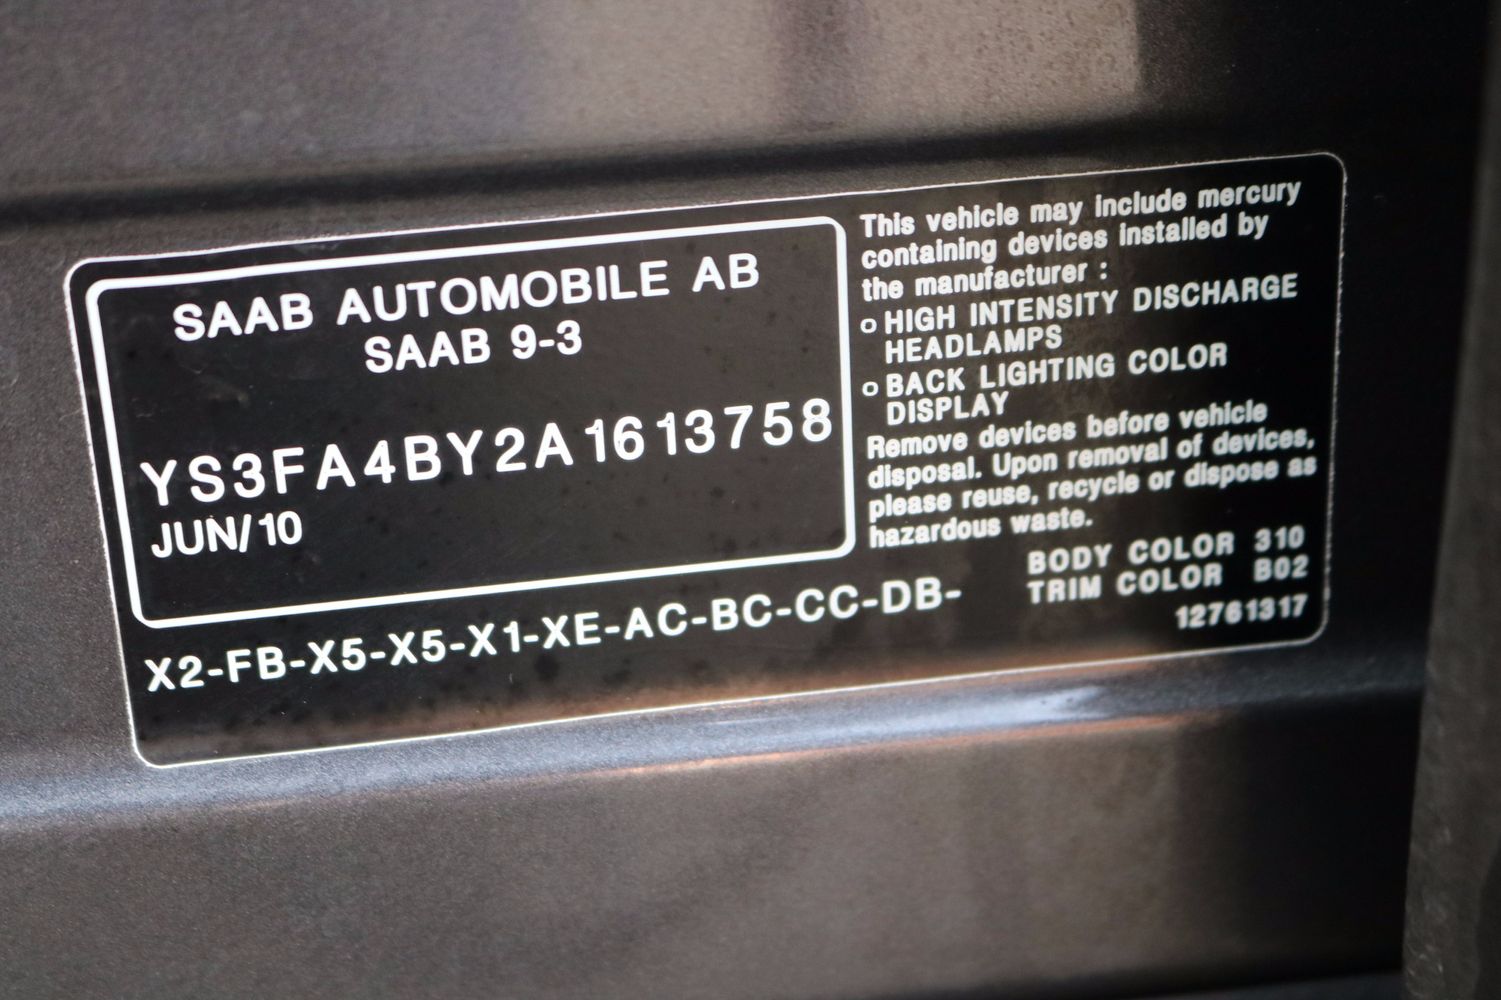 SAAB AUTOMOBILE AB
SAAB 9-3
YS3FA4BY2A1613758
JUN/10
X2-FB-X5-X5-X1-XE-AC-BC-CC-DB-
This vehicle may include mercury
containing devices installed by
the manufacturer :
o HIGH INTENSITY DISCHARGE
HEADLAMPS
o BACK LIGHTING COLOR
DISPLAY
Remove devices before vehicle
disposal. Upon removal of devices,
please reuse, recycle or dispose as
hazardous waste.
BODY COLOR 310
TRIM COLOR B02
12761317